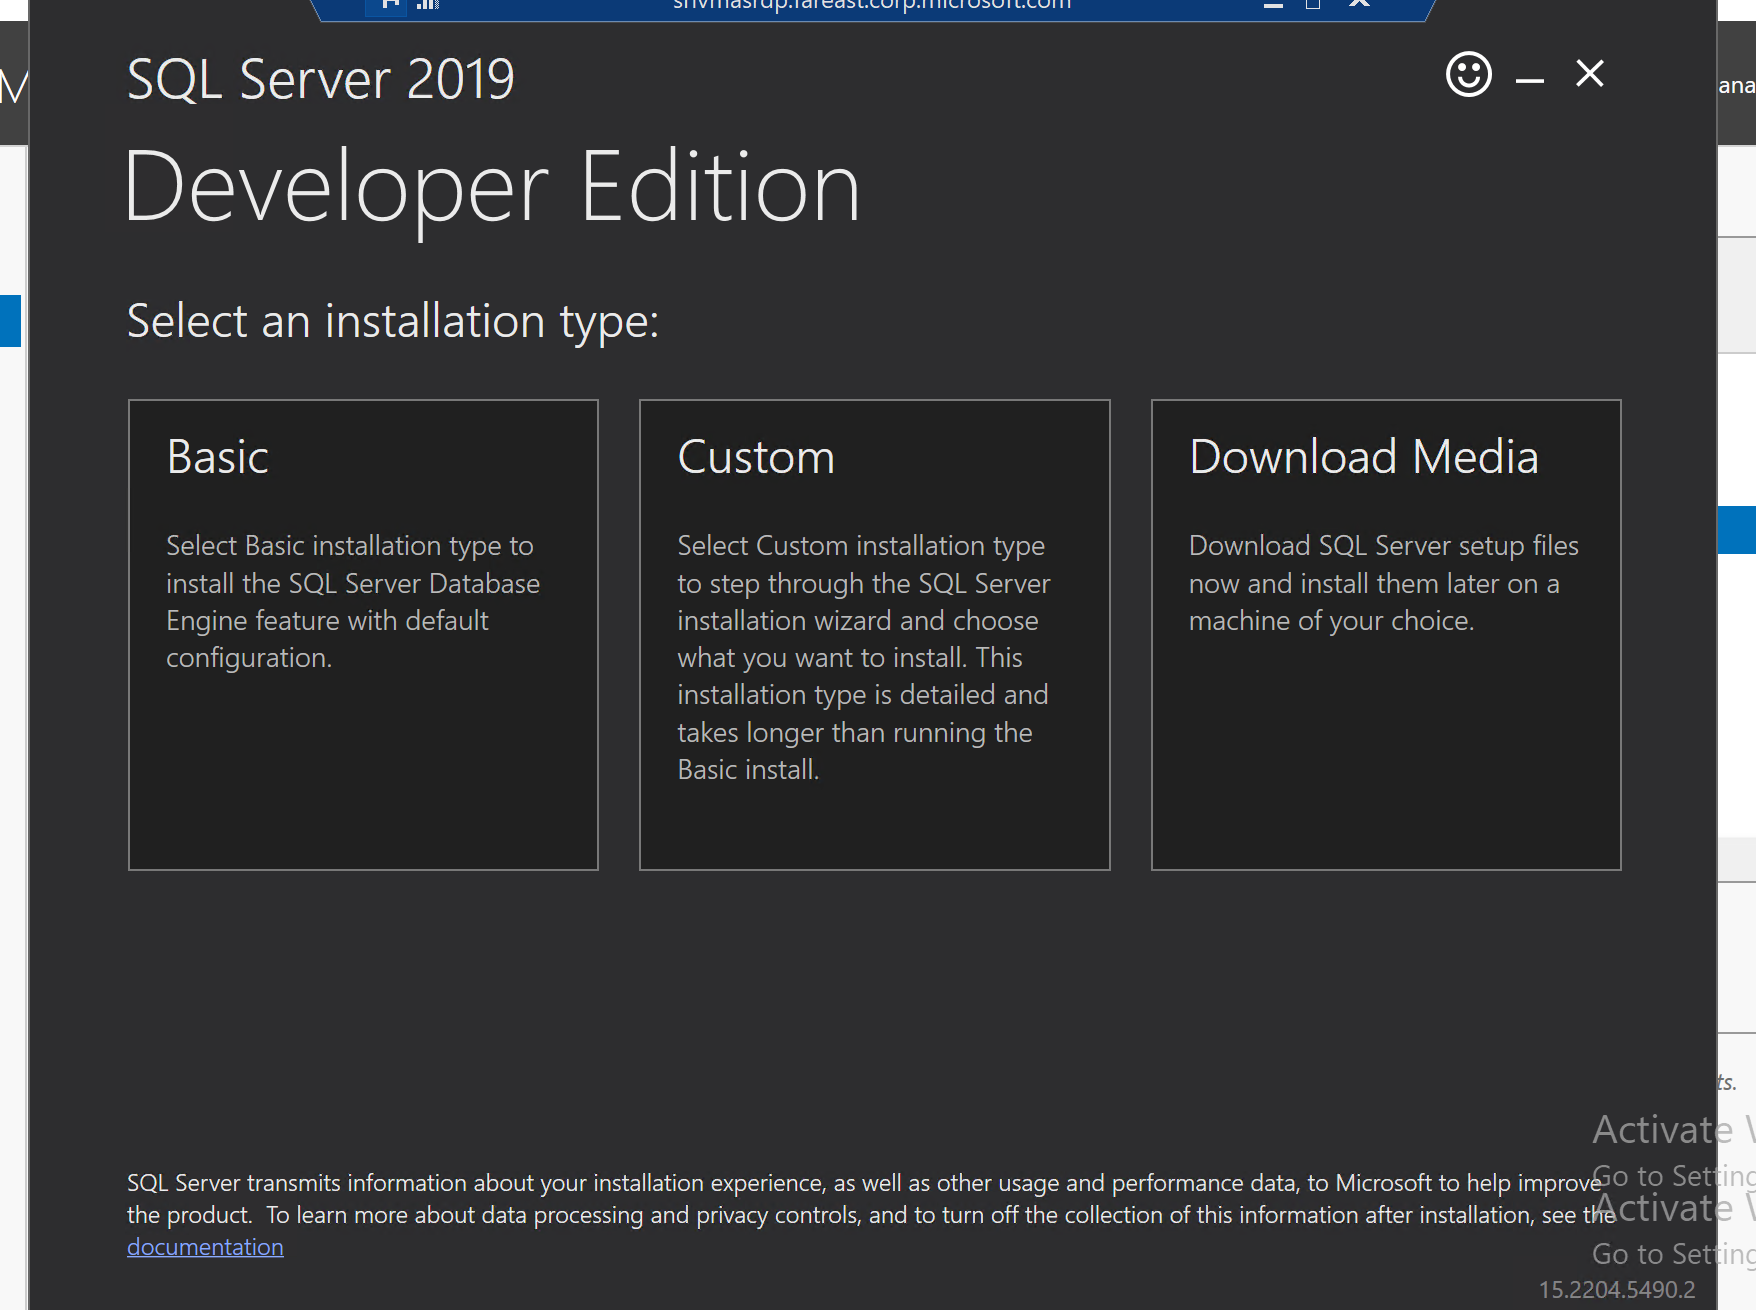 SQL Server 2019
Developer Edition
Select an installation type:
Basic
Select Basic installation type to
install the SQL Server Database
Engine feature with default
configuration.
Custom
Select Custom installation type
to step through the SQL Server
installation wizard and choose
what you want to install. This
installation type is detailed and
takes longer than running the
Basic install.
Download Media
Download SQL Server setup files
now and install them later on a
machine of your choice.
SQL Server transmits information about your installation experience, as well as other usage and performance data, to Microsoft to help improve
the product.  To learn more about data processing and privacy controls, and to turn off the collection of this information after installation, see the
documentation
ts.
Activate
Go to Setting
Activate
Go to Setting
15.2204.5490.2